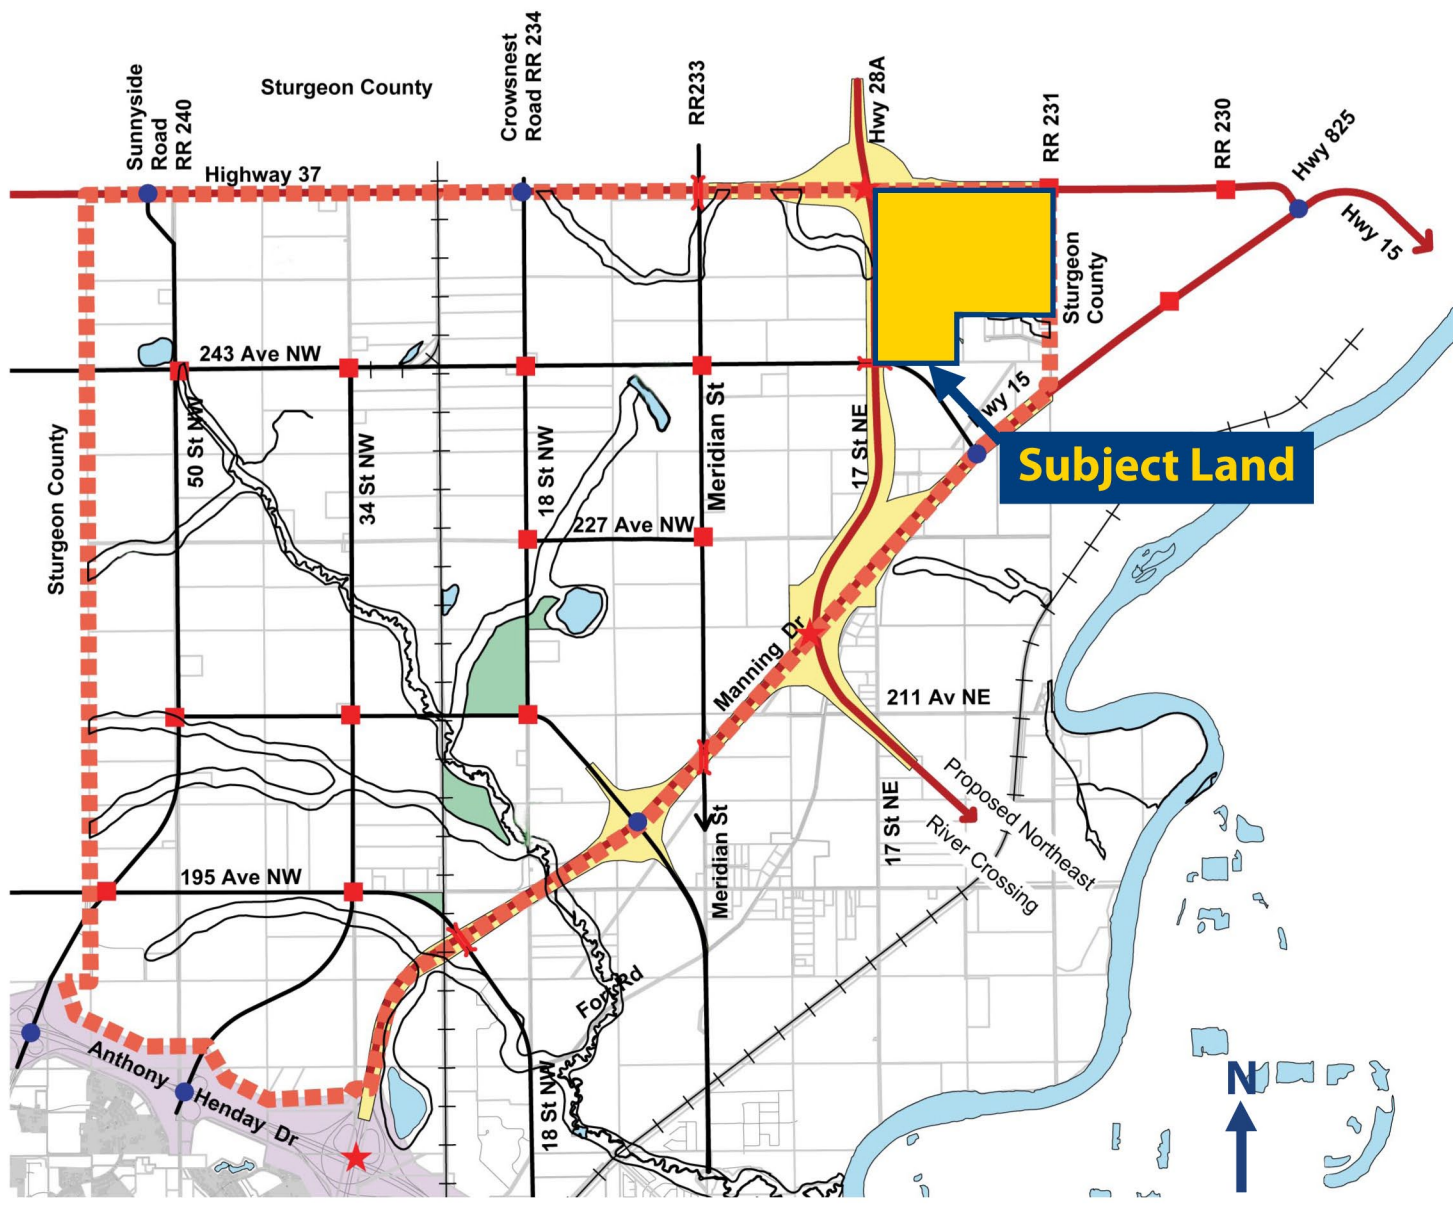 Sturgeon County
Sunnyside
Road
RR 240
Crowsnest
Road RR 234
RR233
Hwy 28A
RR 231
RR 230
Hwy 825
Highway 37
Hwy 15
Sturgeon
County
243 Ave NW
wy 15
Sturgeon County
50 St NW
34 St NW
18 St NW
Meridian St
17 St NE
Subject Land
227 Ave NW
Manning Dr
211 Av NE
Proposed Northeast
River Crossing
17 St NE
Meridian St
195 Ave NW
Fort Rd
Anthony Henday Dr
18 St NW
N